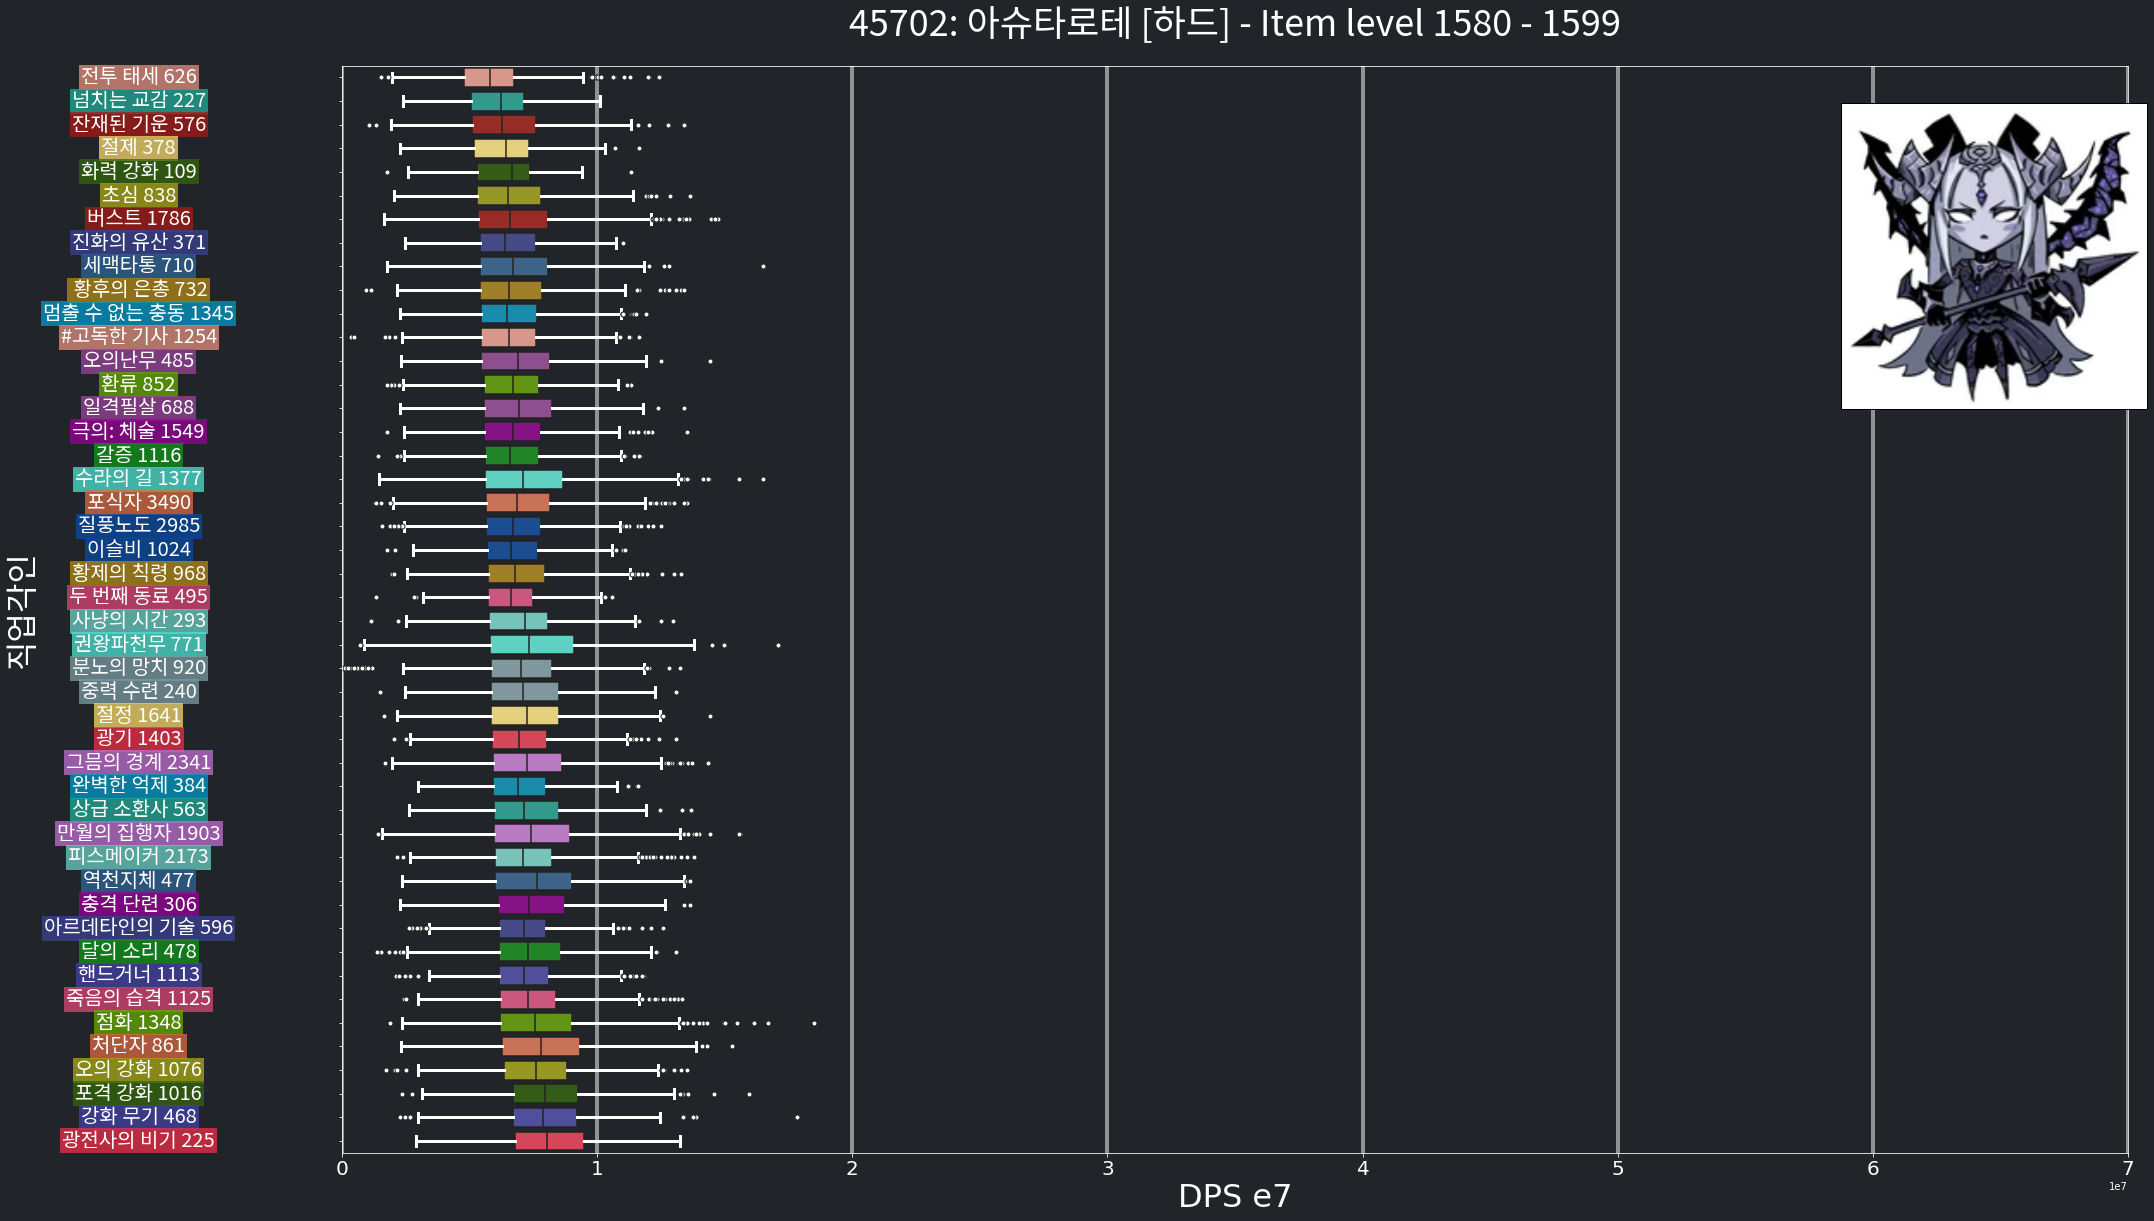 45702: 아슈타로테 [하드] - Item level 1580 - 1599
전투 태세 626
넘치는 교감 227
잔재된 기운 576
절제 378
화력 강화 109
초심 838
버스트 1786
진화의 유산 371
세맥타통 710
황후의 은총 732
멈출 수 없는 충동 1345
#고독한 기사 1254
오의난무 485
환류 852
일격필살 688
극의: 체술 1549
갈증 1116
수라의 길 1377
포식자 3490
질풍노도 2985
이슬비 1024
황제의 칙령 968
두 번째 동료 495
사냥의 시간 293
권왕파천무 771
분노의 망치 920
중력 수련 240
절정 1641
광기 1403
그믐의 경계 2341
완벽한 억제 384
상급 소환사 563
만월의 집행자 1903
피스메이커 2173
역천지체 477
충격 단련 306
아르데타인의 기술 596
달의 소리 478
핸드거너 1113
죽음의 습격 1125
점화 1348
처단자 861
오의 강화 1076
포격 강화 1016
강화 무기 468
광전사의 비기 225
직업각인
0 1 2 3 4 5 6 7
1e7
DPS e7